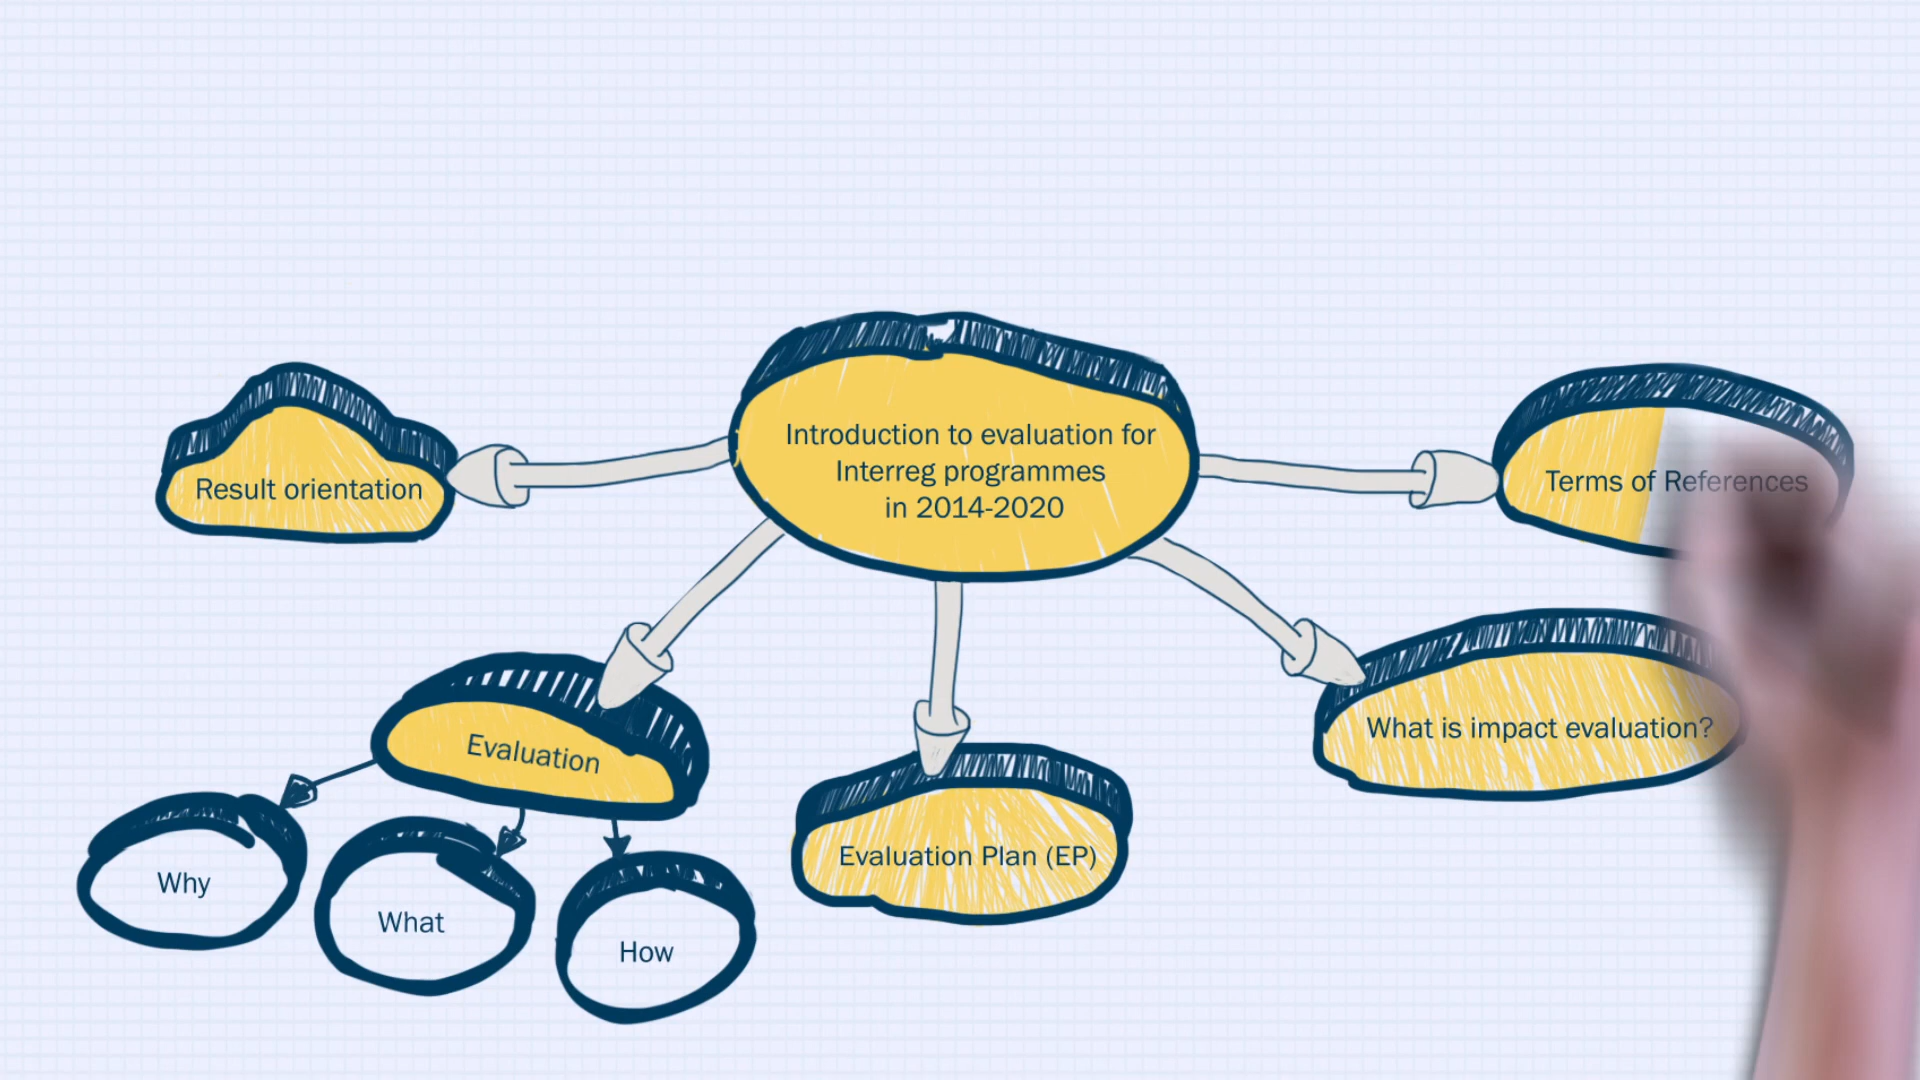 Introduction to evaluation for
Interreg programmes
in 2014-2020
Result orientation
Terms of References
Evaluation
What is impact evaluation?
Evaluation Plan (EP)
Why
What
How